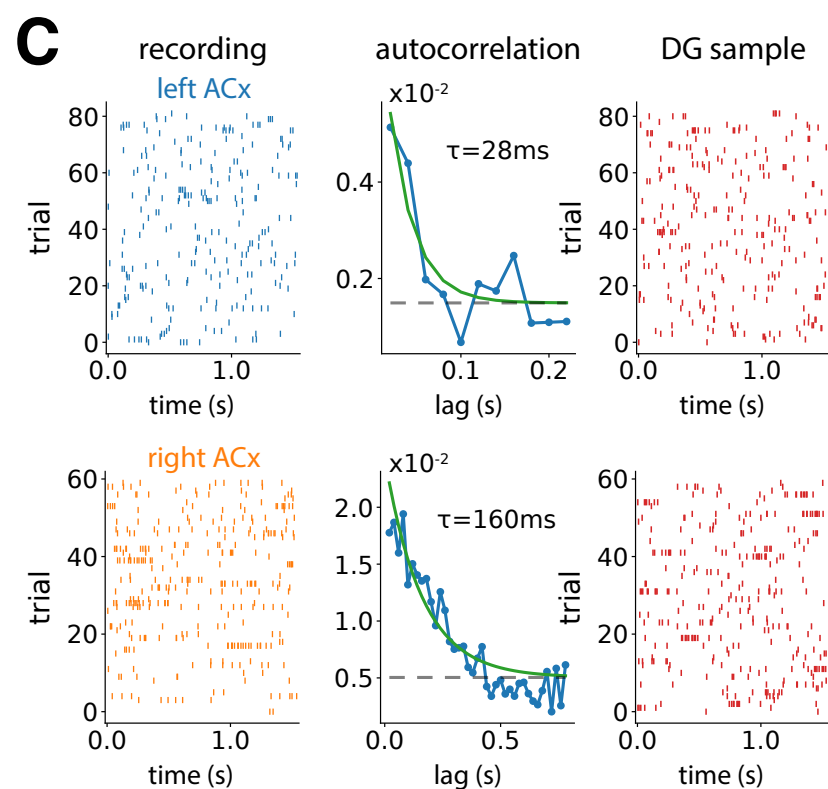 C
recording
autocorrelation
DG sample
left ACx
x10-2
80
60
40
20
0
trial
0.0
1.0
time (s)
τ=28ms
0.4
0.2
0.1
0.2
lag (s)
80
60
40
20
0
trial
0.0
1.0
time (s)
right ACx
x10-2
60
40
20
0
trial
0.0
1.0
time (s)
τ=160ms
2.0
1.5
1.0
0.5
0.0
0.5
lag (s)
60
40
20
0
trial
0.0
1.0
time (s)